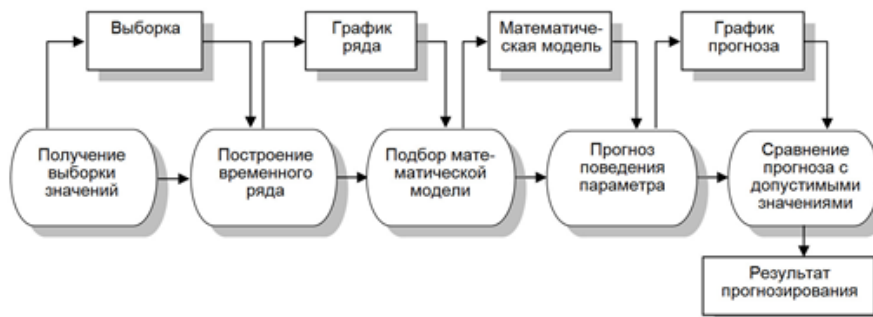 Выборка
График
ряда
Математиче-
ская модель
График
прогноза
Получение
выборки
значений
Построение
временного
ряда
Подбор мате-
матической
модели
Прогноз
поведения
параметра
Сравнение
прогноза с
допустимыми
значениями
Результат
прогнозирования